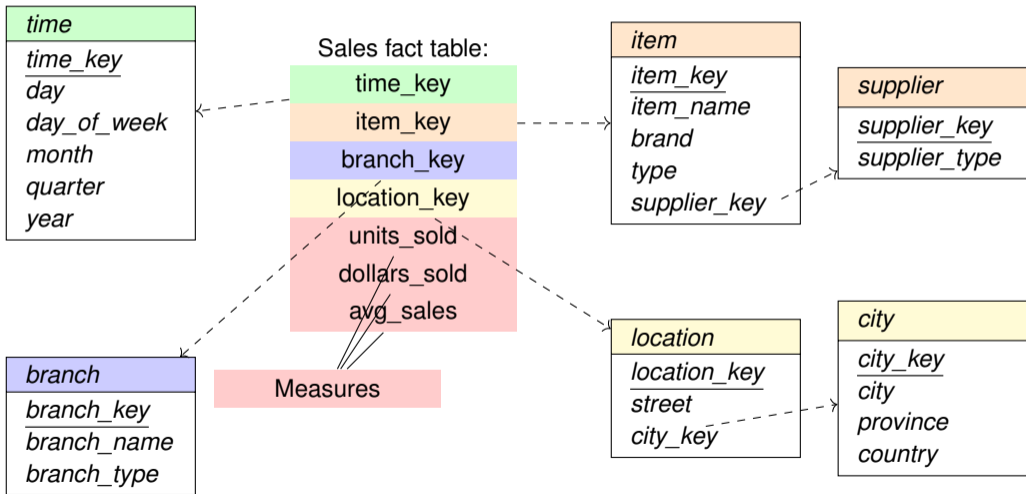 time
time_key
day
day_of_week
month
quarter
year
Sales fact table:
time_key
item_key
branch_key
location_key
units_sold
dollars_sold
avg_sales
Measures
item
item_key
item_name
brand
type
supplier_key
supplier
supplier_key
supplier_type
branch
branch_key
branch_name
branch_type
location
location_key
street
city_key
city
city_key
city
province
country